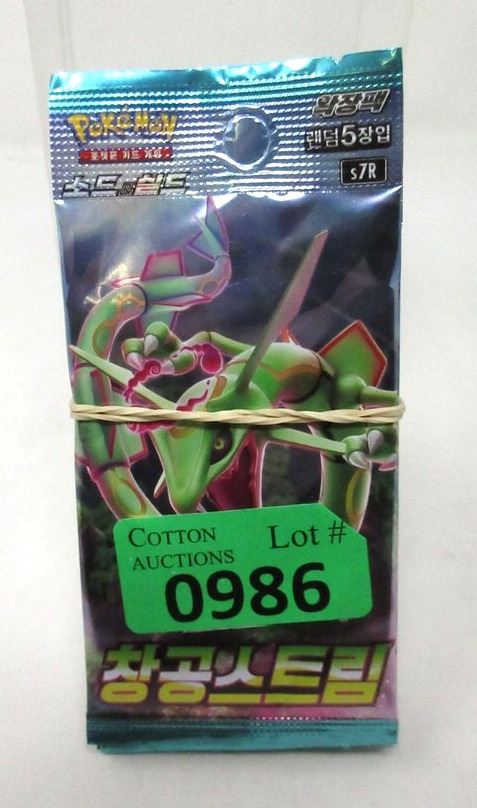 확장팩
Pokémon
랜덤5장입
포켓몬 카드 게임
s7R
소드&실드
COTTON AUCTIONS
Lot #
0986
창공스트림